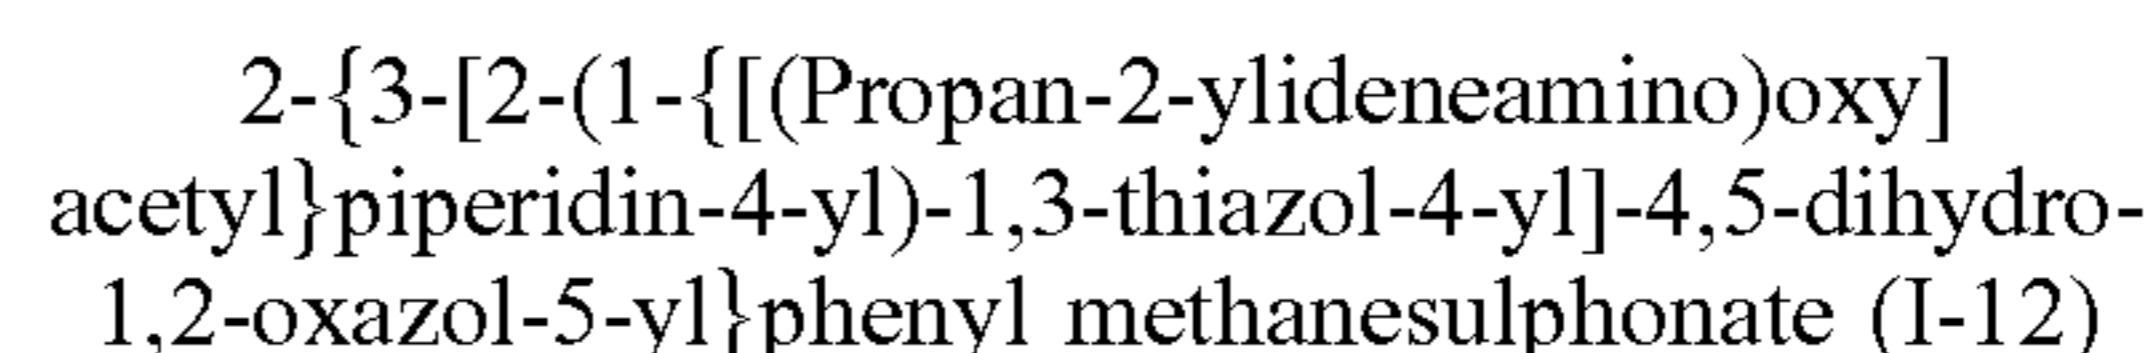 2-{3-[2-(1-{[(Propan-2-ylideneamino)oxy]
acetyl}piperidin-4-yl)-1,3-thiazol-4-yl]-4,5-dihydro-
1,2-oxazol-5-yl}phenyl methanesulphonate (I-12)